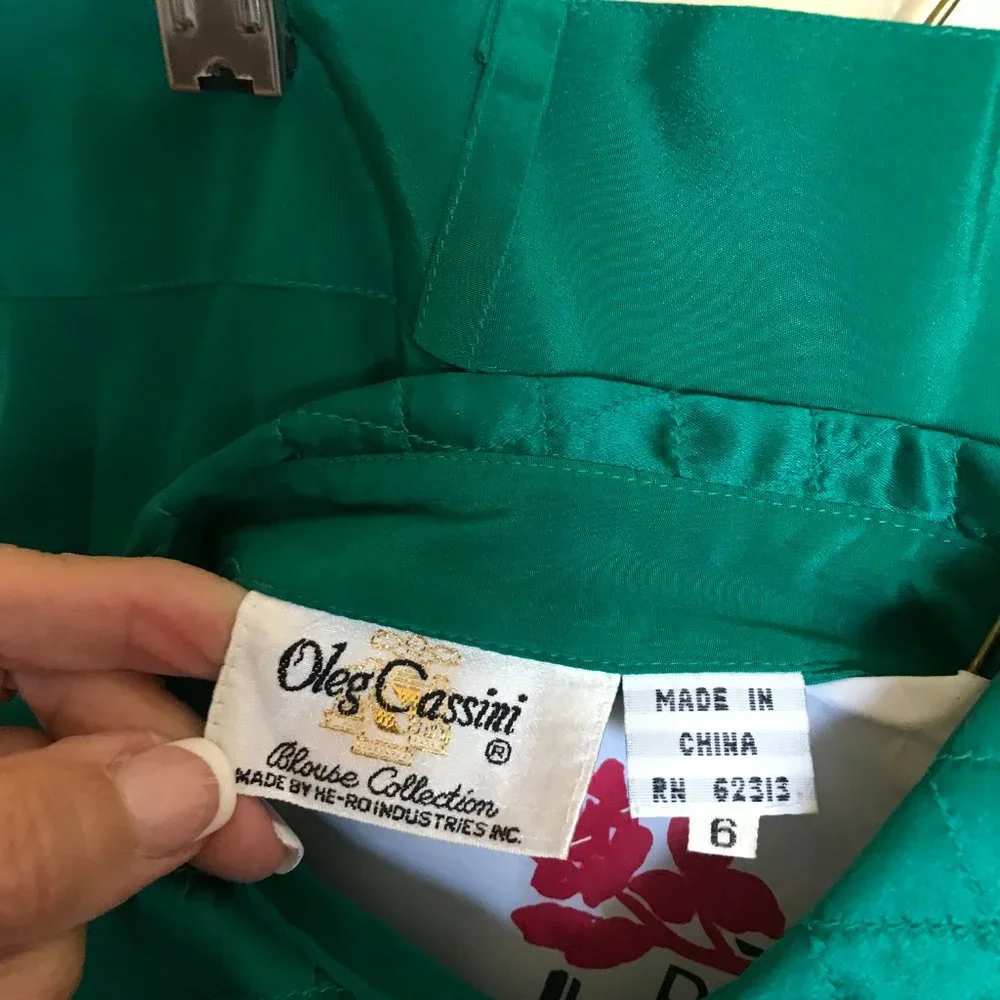 Oleg Cassini ®
Blouse Collection
MADE BY HE-RO INDUSTRIES INC.
MADE IN
CHINA
RN 62313
6